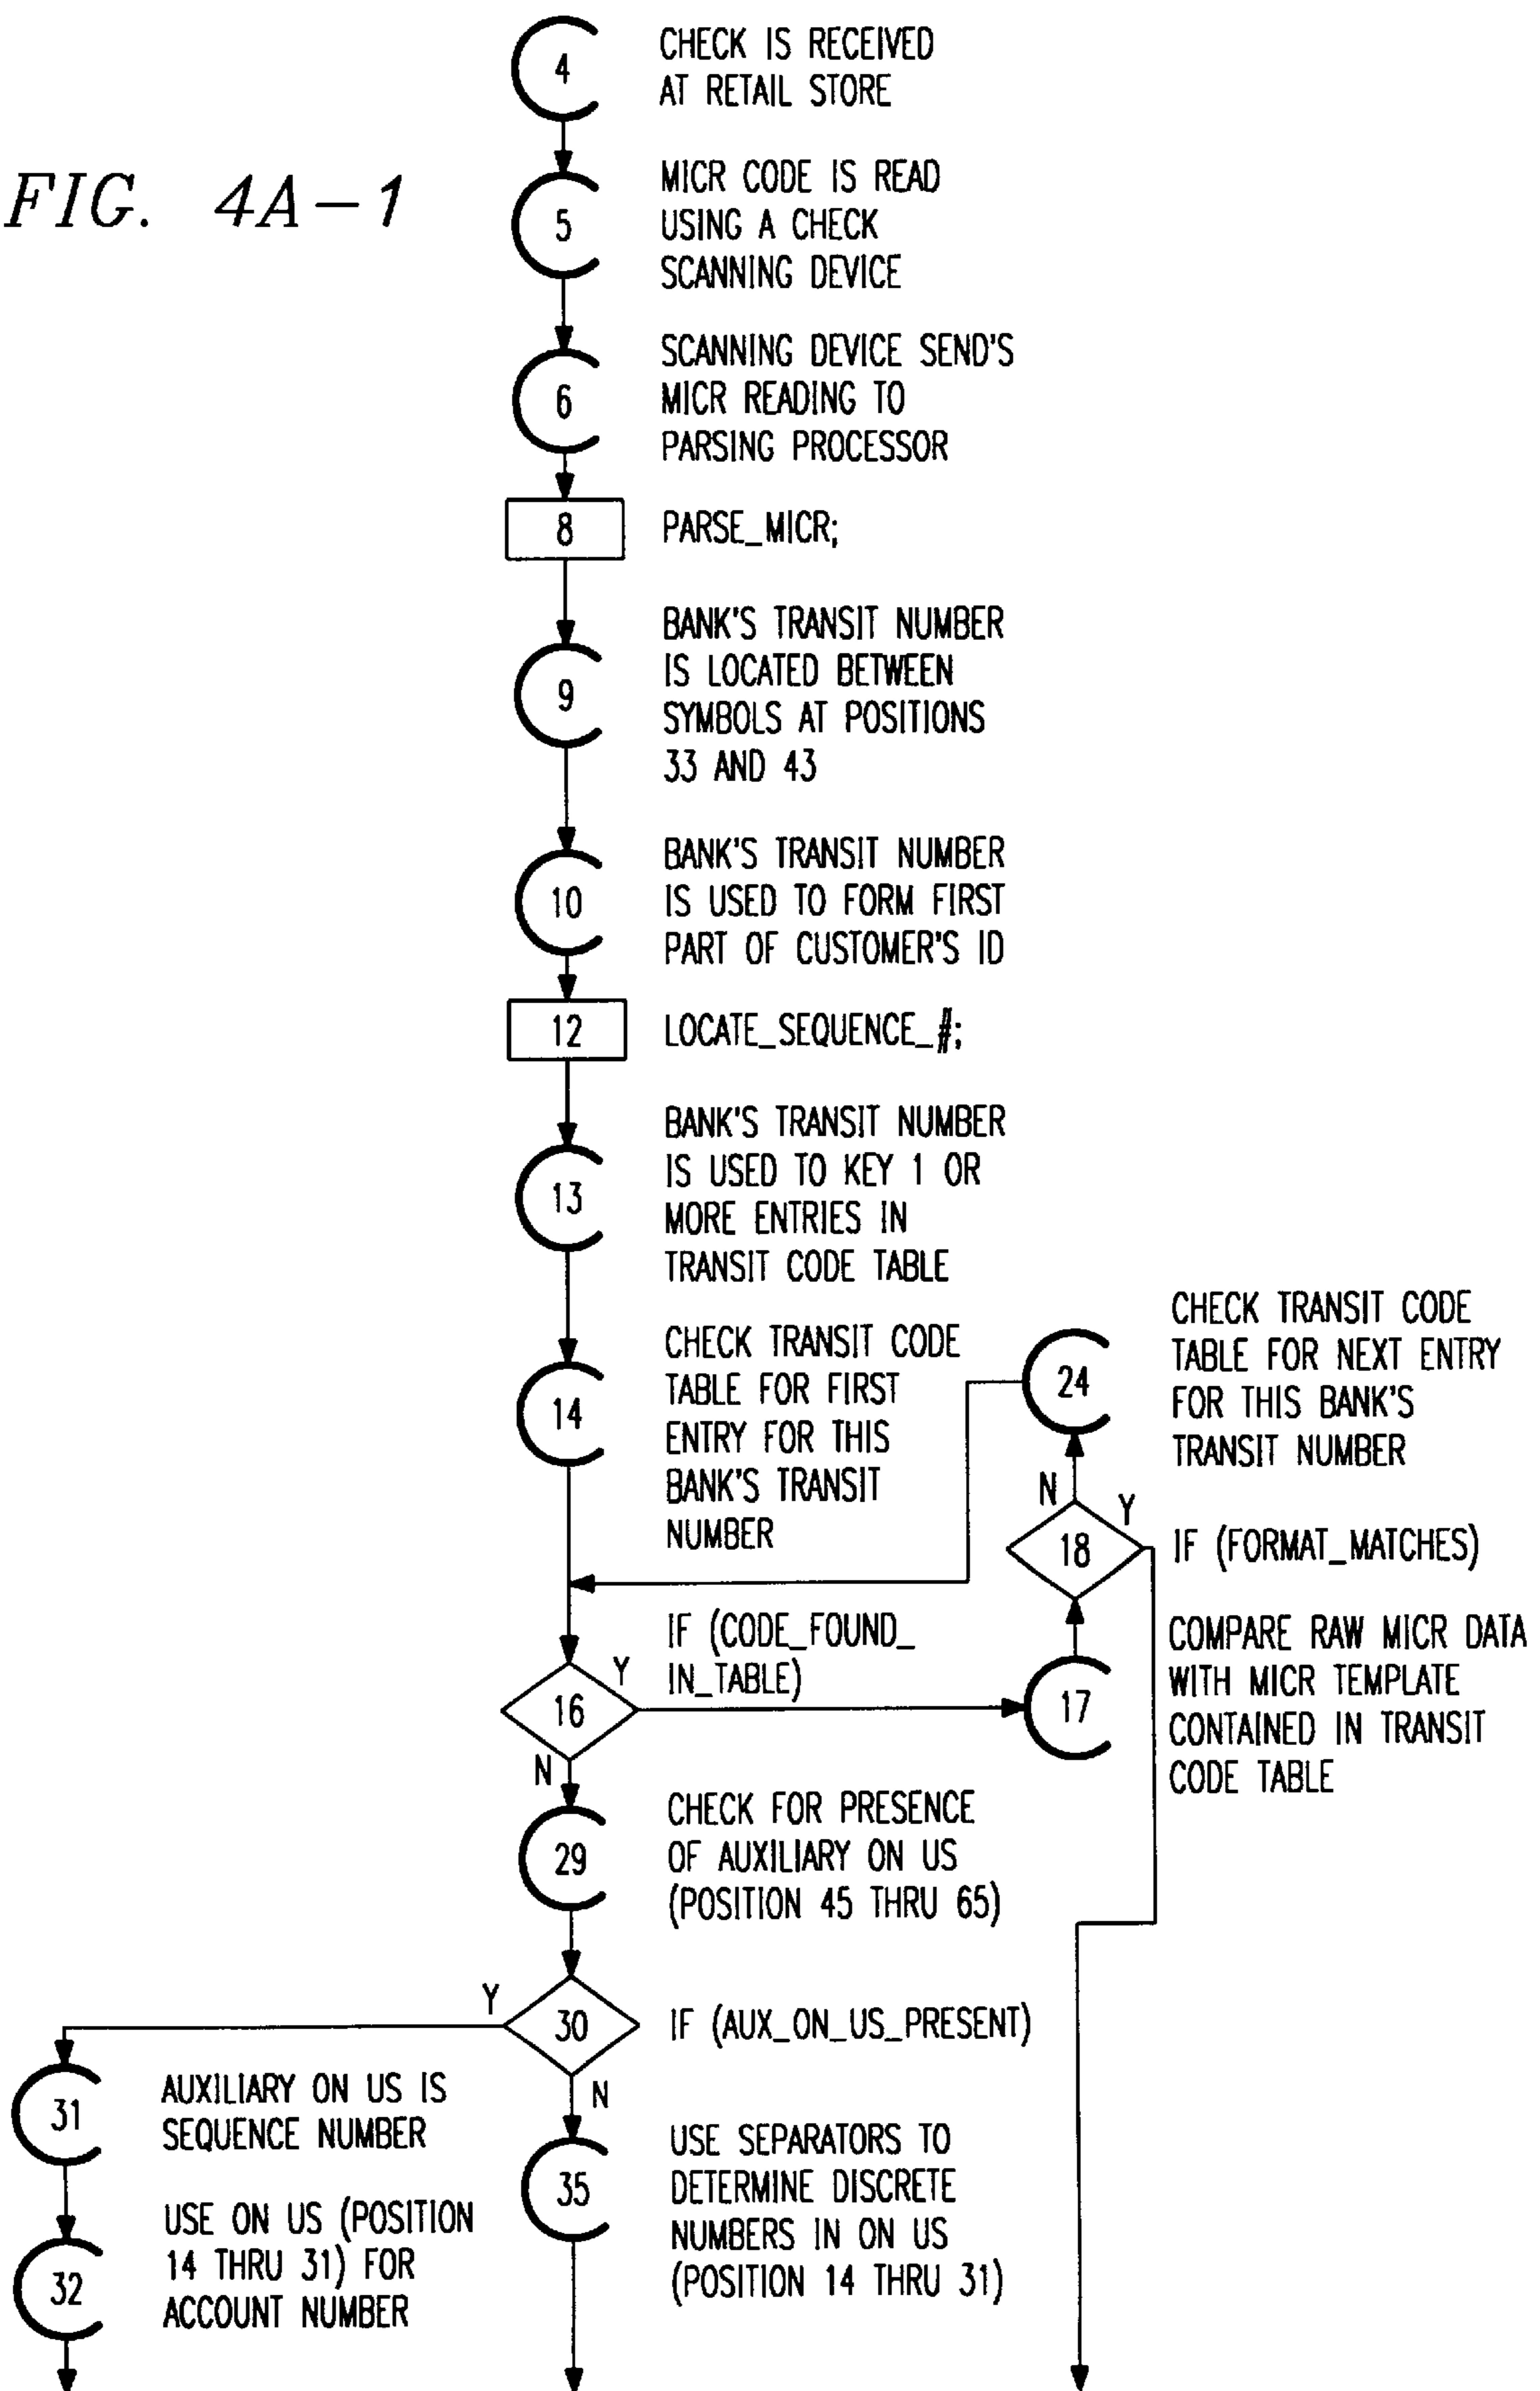 FIG. 4A-1
4
CHECK IS RECEIVED
AT RETAIL STORE
5
MICR CODE IS READ
USING A CHECK
SCANNING DEVICE
6
SCANNING DEVICE SEND'S
MICR READING TO
PARSING PROCESSOR
8
PARSE_MICR;
9
BANK'S TRANSIT NUMBER
IS LOCATED BETWEEN
SYMBOLS AT POSITIONS
33 AND 43
10
BANK'S TRANSIT NUMBER
IS USED TO FORM FIRST
PART OF CUSTOMER'S ID
12
LOCATE_SEQUENCE_#;
13
BANK'S TRANSIT NUMBER
IS USED TO KEY 1 OR
MORE ENTRIES IN
TRANSIT CODE TABLE
14
CHECK TRANSIT CODE
TABLE FOR FIRST
ENTRY FOR THIS
BANK'S TRANSIT
NUMBER
24
CHECK TRANSIT CODE
TABLE FOR NEXT ENTRY
FOR THIS BANK'S
TRANSIT NUMBER
N
Y
18
IF (FORMAT_MATCHES)
16
Y
IF (CODE_FOUND_
IN_TABLE)
N
17
COMPARE RAW MICR DATA
WITH MICR TEMPLATE
CONTAINED IN TRANSIT
CODE TABLE
29
CHECK FOR PRESENCE
OF AUXILIARY ON US
(POSITION 45 THRU 65)
Y
30
IF (AUX_ON_US_PRESENT)
N
31
AUXILIARY ON US IS
SEQUENCE NUMBER
32
USE ON US (POSITION
14 THRU 31) FOR
ACCOUNT NUMBER
35
USE SEPARATORS TO
DETERMINE DISCRETE
NUMBERS IN ON US
(POSITION 14 THRU 31)